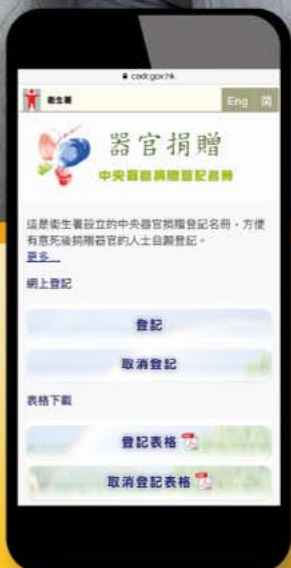 codr.gov.hk
衞生署
Eng 简
器官捐贈
中央器官捐贈登記名冊
這是衞生署設立的中央器官捐贈登記名冊，方便
有意死後捐贈器官的人士自願登記。
更多...
網上登記
登記
取消登記
表格下載
登記表格
取消登記表格